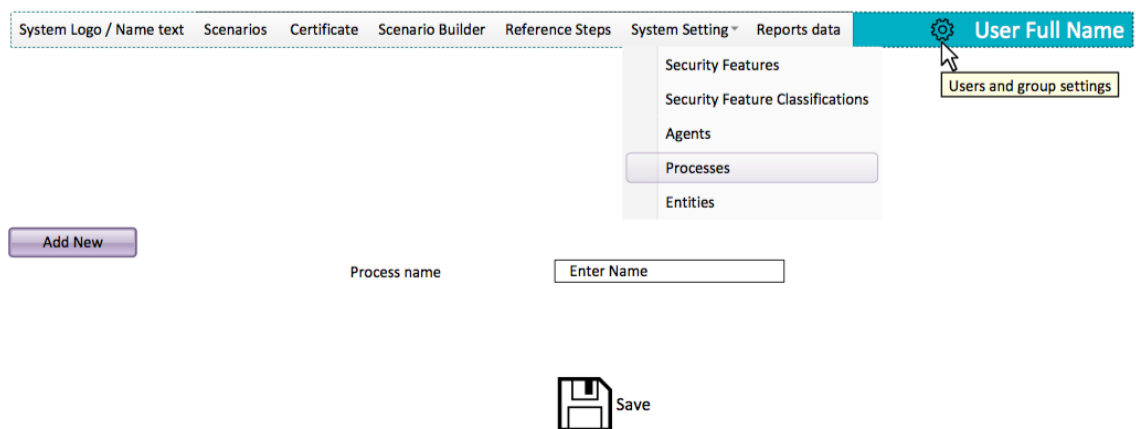 System Logo / Name text Scenarios Certificate Scenario Builder Reference Steps System Setting Reports data User Full Name
Users and group settings
Security Features
Security Feature Classifications
Agents
Processes
Entities
Add New
Process name Enter Name
Save